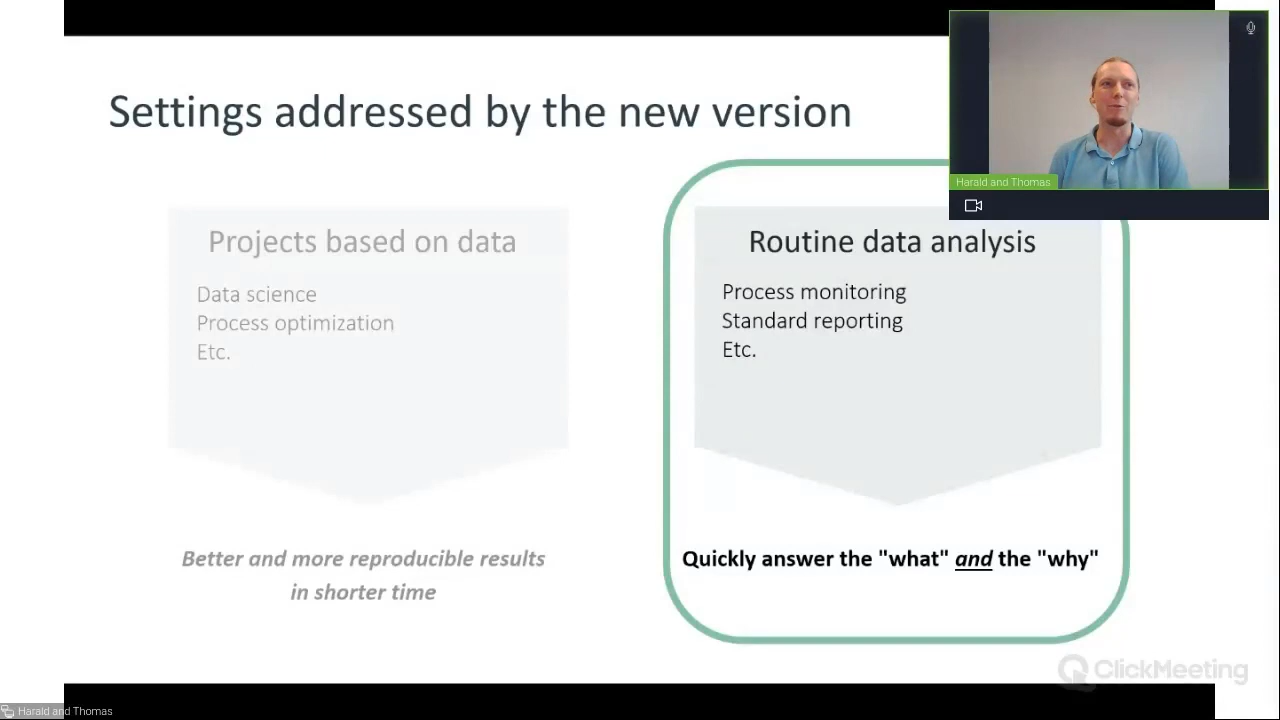 Settings addressed by the new version
Harald and Thomas
Projects based on data
Data science
Process optimization
Etc.
Better and more reproducible results
in shorter time
Routine data analysis
Process monitoring
Standard reporting
Etc.
Quickly answer the "what" and the "why"
ClickMeeting
Harald and Thomas